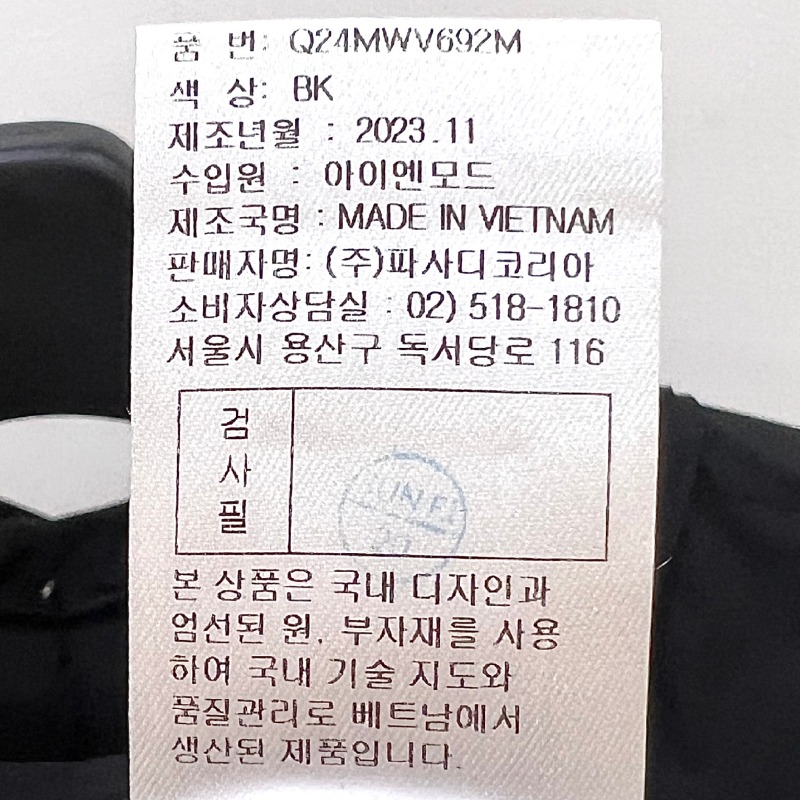 품 번: Q24MWV692M
색 상: BK
제조년월 : 2023.11
수입원 : 아이엔모드
제조국명 : MADE IN VIETNAM
판매자명: (주)파사디코리아
소비자상담실 : 02) 518-1810
서울시 용산구 독서당로 116
검
사
필
본 상품은 국내 디자인과
엄선된 원, 부자재를 사용
하여 국내 기술 지도와
품질관리로 베트남에서
생산된 제품입니다.